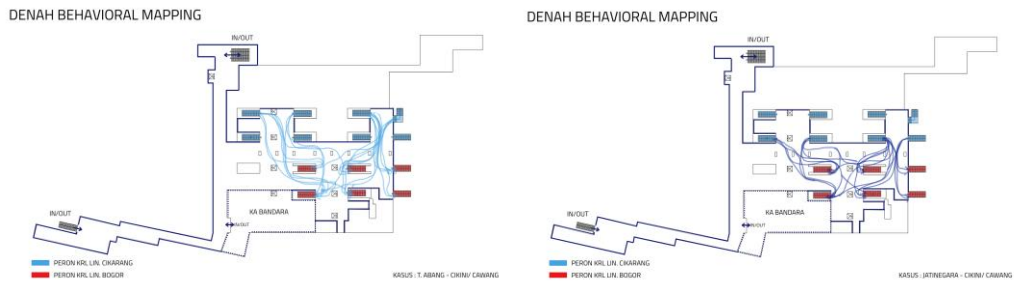 DENAH BEHAVIORAL MAPPING
IN/OUT
KA BANDARA
IN/OUT
IN/OUT
PERON KRL LIN. CIKARANG
PERON KRL LIN. BOGOR
KASUS : T. ABANG - CIKINI/ CAWANG
DENAH BEHAVIORAL MAPPING
IN/OUT
KA BANDARA
IN/OUT
IN/OUT
PERON KRL LIN. CIKARANG
PERON KRL LIN. BOGOR
KASUS : JATINEGARA - CIKINI/ CAWANG